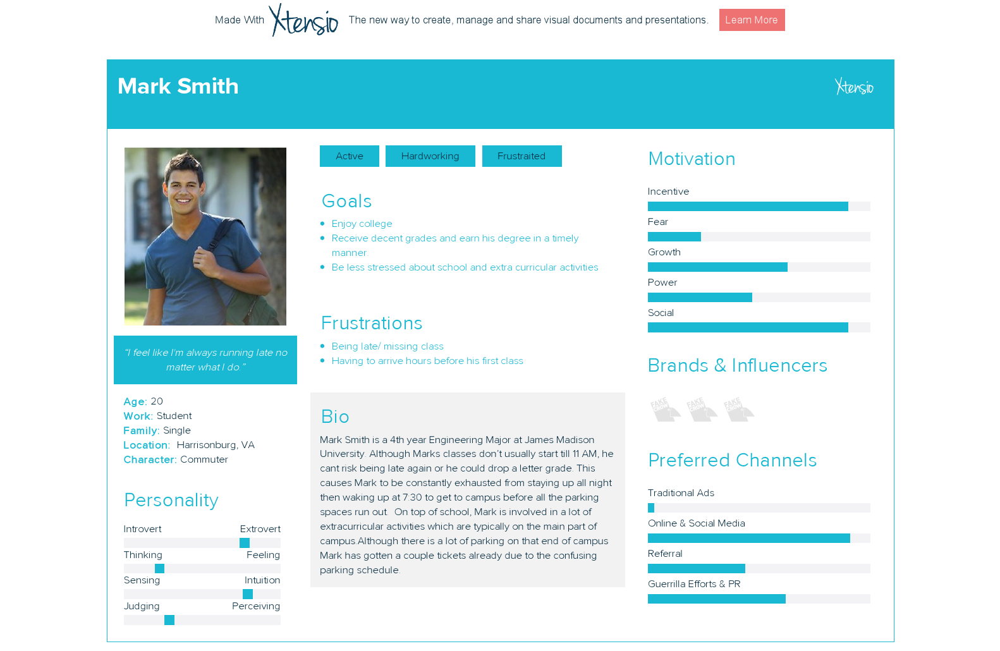 Made With Xtensio The new way to create, manage and share visual documents and presentations. Learn More
Mark Smith
Xtensio
"I feel like I'm always running late no
matter what I do."
Age: 20
Work: Student
Family: Single
Location: Harrisonburg, VA
Character: Commuter
Personality
Introvert Extrovert
Thinking Feeling
Sensing Intuition
Judging Perceiving
Active Hardworking Frustraited
Goals
Enjoy college
Receive decent grades and earn his degree in a timely
manner.
Be less stressed about school and extra curricular activities
Frustrations
Being late/ missing class
Having to arrive hours before his first class
Bio
Mark Smith is a 4th year Engineering Major at James Madison
University. Although Marks classes don't usually start till 11 AM, he
cant risk being late again or he could drop a letter grade. This
causes Mark to be constantly exhausted from staying up all night
then waking up at 7:30 to get to campus before all the parking
spaces run out. On top of school, Mark is involved in a lot of
extracurricular activities which are typically on the main part of
campus.Although there is a lot of parking on that end of campus
Mark has gotten a couple tickets already due to the confusing
parking schedule.
Motivation
Incentive
Fear
Growth
Power
Social
Brands & Influencers
FAKE
CROW
FAKE
CROW
FAKE
CROW
Preferred Channels
Traditional Ads
Online & Social Media
Referral
Guerrilla Efforts & PR